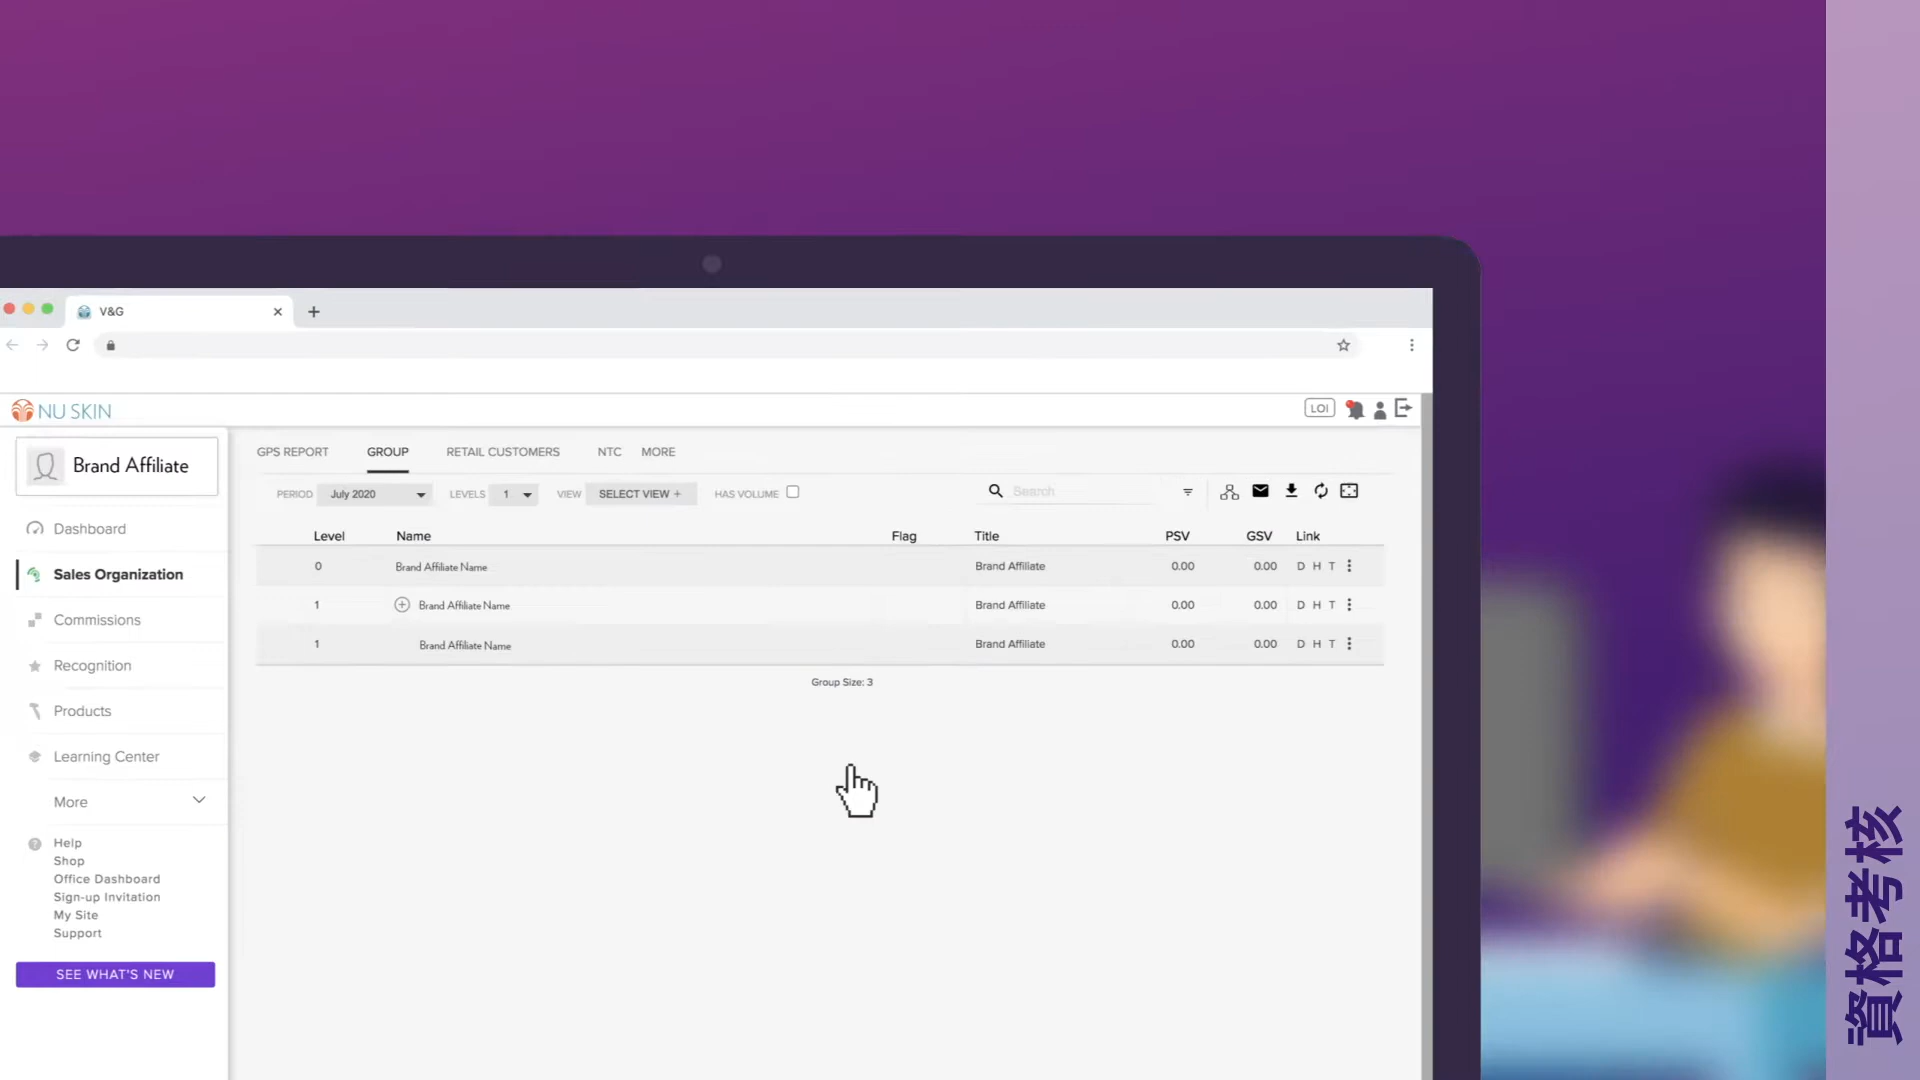 V&G
NU SKIN
LOI
Brand Affiliate
Dashboard
Sales Organization
Commissions
Recognition
Products
Learning Center
More
Help
Shop
Office Dashboard
Sign-up Invitation
My Site
Support
SEE WHAT'S NEW
GPS REPORT GROUP RETAIL CUSTOMERS NTC MORE
PERIOD July 2020 LEVELS 1 VIEW SELECT VIEW + HAS VOLUME Search
Level Name Flag Title PSV GSV Link
0 Brand Affiliate Name Brand Affiliate 0.00 0.00 D H T
1 Brand Affiliate Name Brand Affiliate 0.00 0.00 D H T
1 Brand Affiliate Name Brand Affiliate 0.00 0.00 D H T
Group Size: 3
資格考核